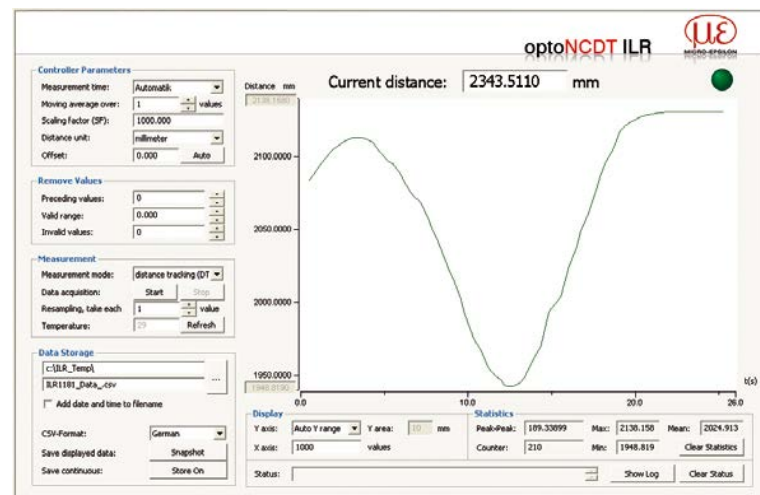 optoNCDT ILR
με
MICRO-EPSILON
Controller Parameters
Measurement time: Automatik
Moving average over: 1 values
Scaling factor (SF): 1000.000
Distance unit: millimeter
Offset: 0.000 Auto
Remove Values
Preceding values: 0
Valid range: 0.000
Invalid values: 0
Measurement
Measurement mode: distance tracking (DT
Data acquisition: Start Stop
Resampling, take each 1 value
Temperature: 29 Refresh
Data Storage
c:\ILR_Temp\
ILR1181_Data_.csv
...
Add date and time to filename
CSV-Format: German
Save displayed data: Snapshot
Save continuous: Store On
Distance mm
Current distance: 2343.5110 mm
2138.1580
2100.0000
2050.0000
2000.0000
1950.0000
1948.8190
0.0 10.0 20.0 26.0
t(s)
Display
Y axis: Auto Y range Y area: 10 mm
X axis: 1000 values
Statistics
Peak-Peak: 189.33899 Max: 2138.158 Mean: 2024.913
Counter: 210 Min: 1948.819 Clear Statistics
Status: Show Log Clear Status